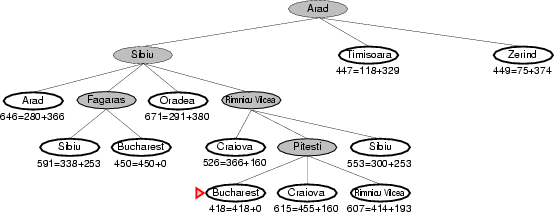 Arad
Sibiu Timisoara Zerind
447=118+329 449=75+374
Arad Fagaras Oradea Rimnicu Vilcea
646=280+366 671=291+380
Sibiu Bucharest Craiova Pitesti Sibiu
591=338+253 450=450+0 526=366+160 553=300+253
Bucharest Craiova Rimnicu Vilcea
418=418+0 615=455+160 607=414+193